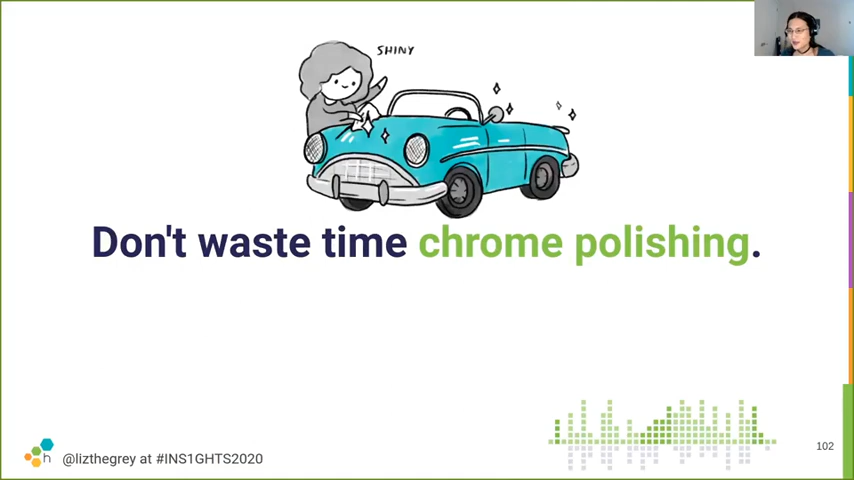 SHINY
Don't waste time chrome polishing.
h
@lizthegrey at #INS1GHTS2020
102